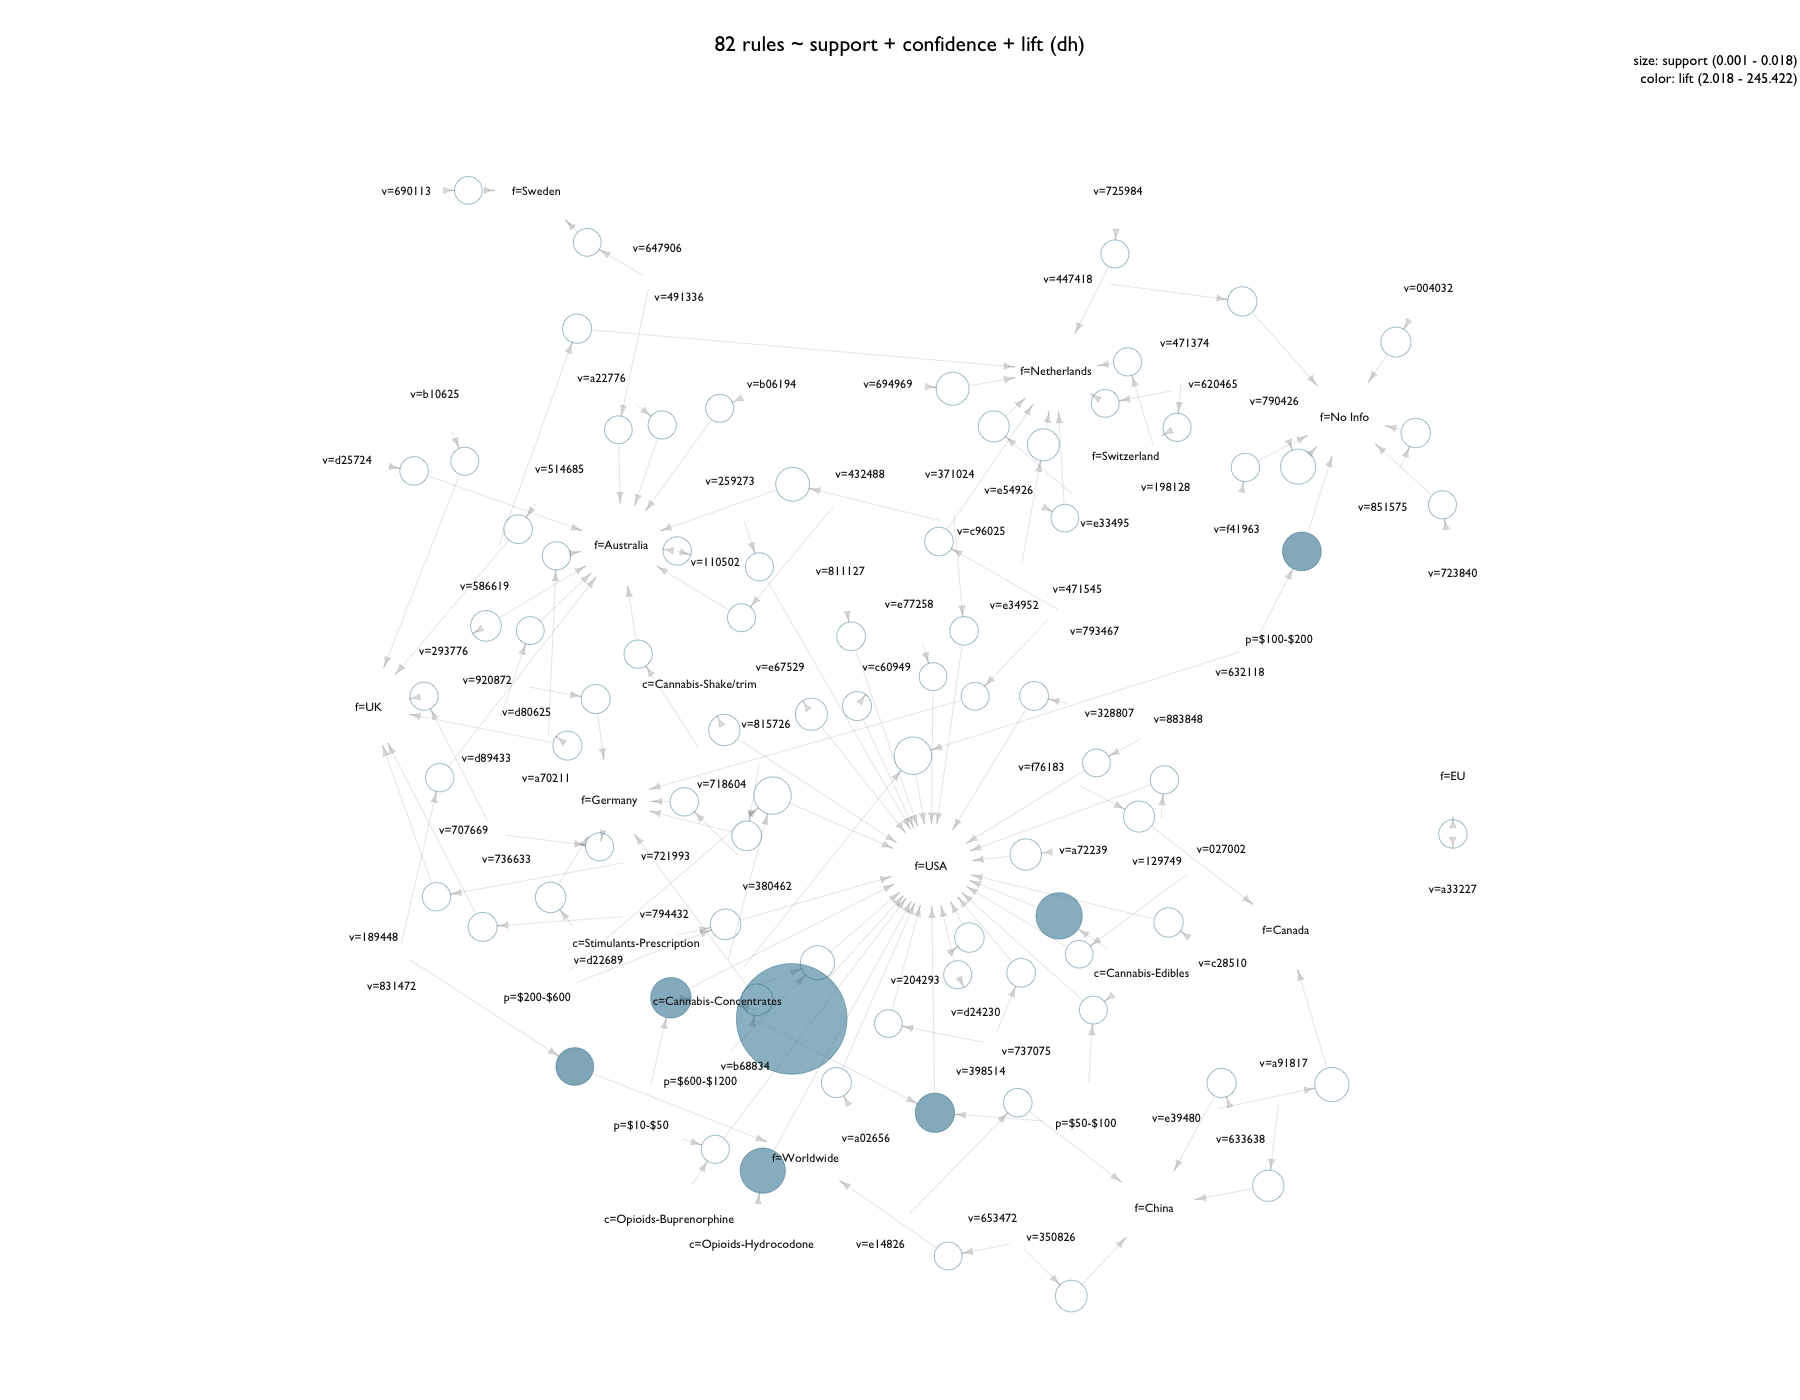 82 rules ~ support + confidence + lift (dh)
size: support (0.001 - 0.018)
color: lift (2.018 - 245.422)
v=690113
f=Sweden
v=725984
v=647906
v=447418
v=004032
v=491336
v=471374
f=Netherlands
v=a22776
v=b06194
v=694969
v=620465
v=b10625
v=790426
f=No Info
v=d25724
v=514685
v=259273
v=432488
v=371024
f=Switzerland
v=e54926
v=198128
v=851575
v=e33495
v=c96025
v=f41963
f=Australia
v=110502
v=811127
v=723840
v=586619
v=471545
v=e77258
v=e34952
v=793467
p=$100-$200
v=293776
v=e67529
v=c60949
v=632118
v=920872
c=Cannabis-Shake/trim
f=UK
v=d80625
v=815726
v=328807
v=883848
v=d89433
v=a70211
v=718604
v=f76183
f=EU
f=Germany
v=707669
v=736633
v=721993
f=USA
v=a72239
v=129749
v=027002
v=380462
v=a33227
v=794432
v=189448
c=Stimulants-Prescription
f=Canada
v=d22689
v=c28510
c=Cannabis-Edibles
v=204293
v=831472
p=$200-$600
c=Cannabis-Concentrates
v=d24230
v=737075
v=b68834
v=398514
v=a91817
p=$600-$1200
p=$10-$50
v=a02656
p=$50-$100
v=e39480
v=633638
f=Worldwide
f=China
c=Opioids-Buprenorphine
v=653472
c=Opioids-Hydrocodone
v=e14826
v=350826